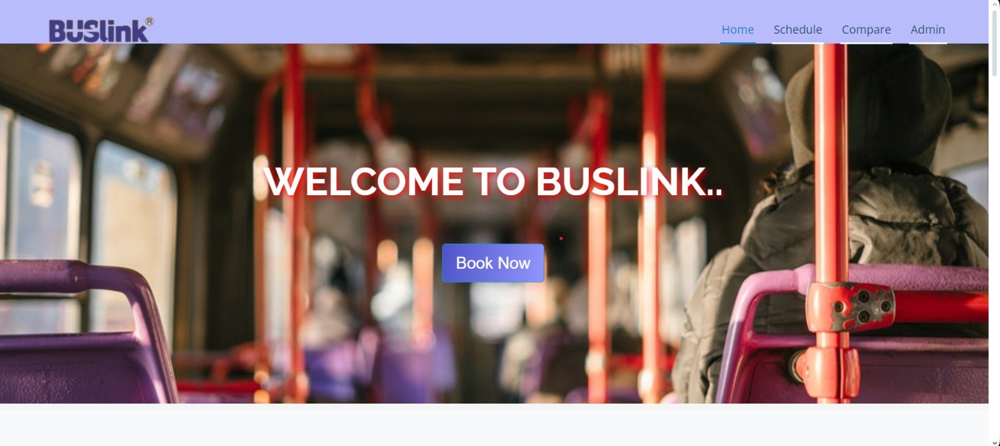 BUSlink®
Home Schedule Compare Admin
WELCOME TO BUSLINK..
Book Now